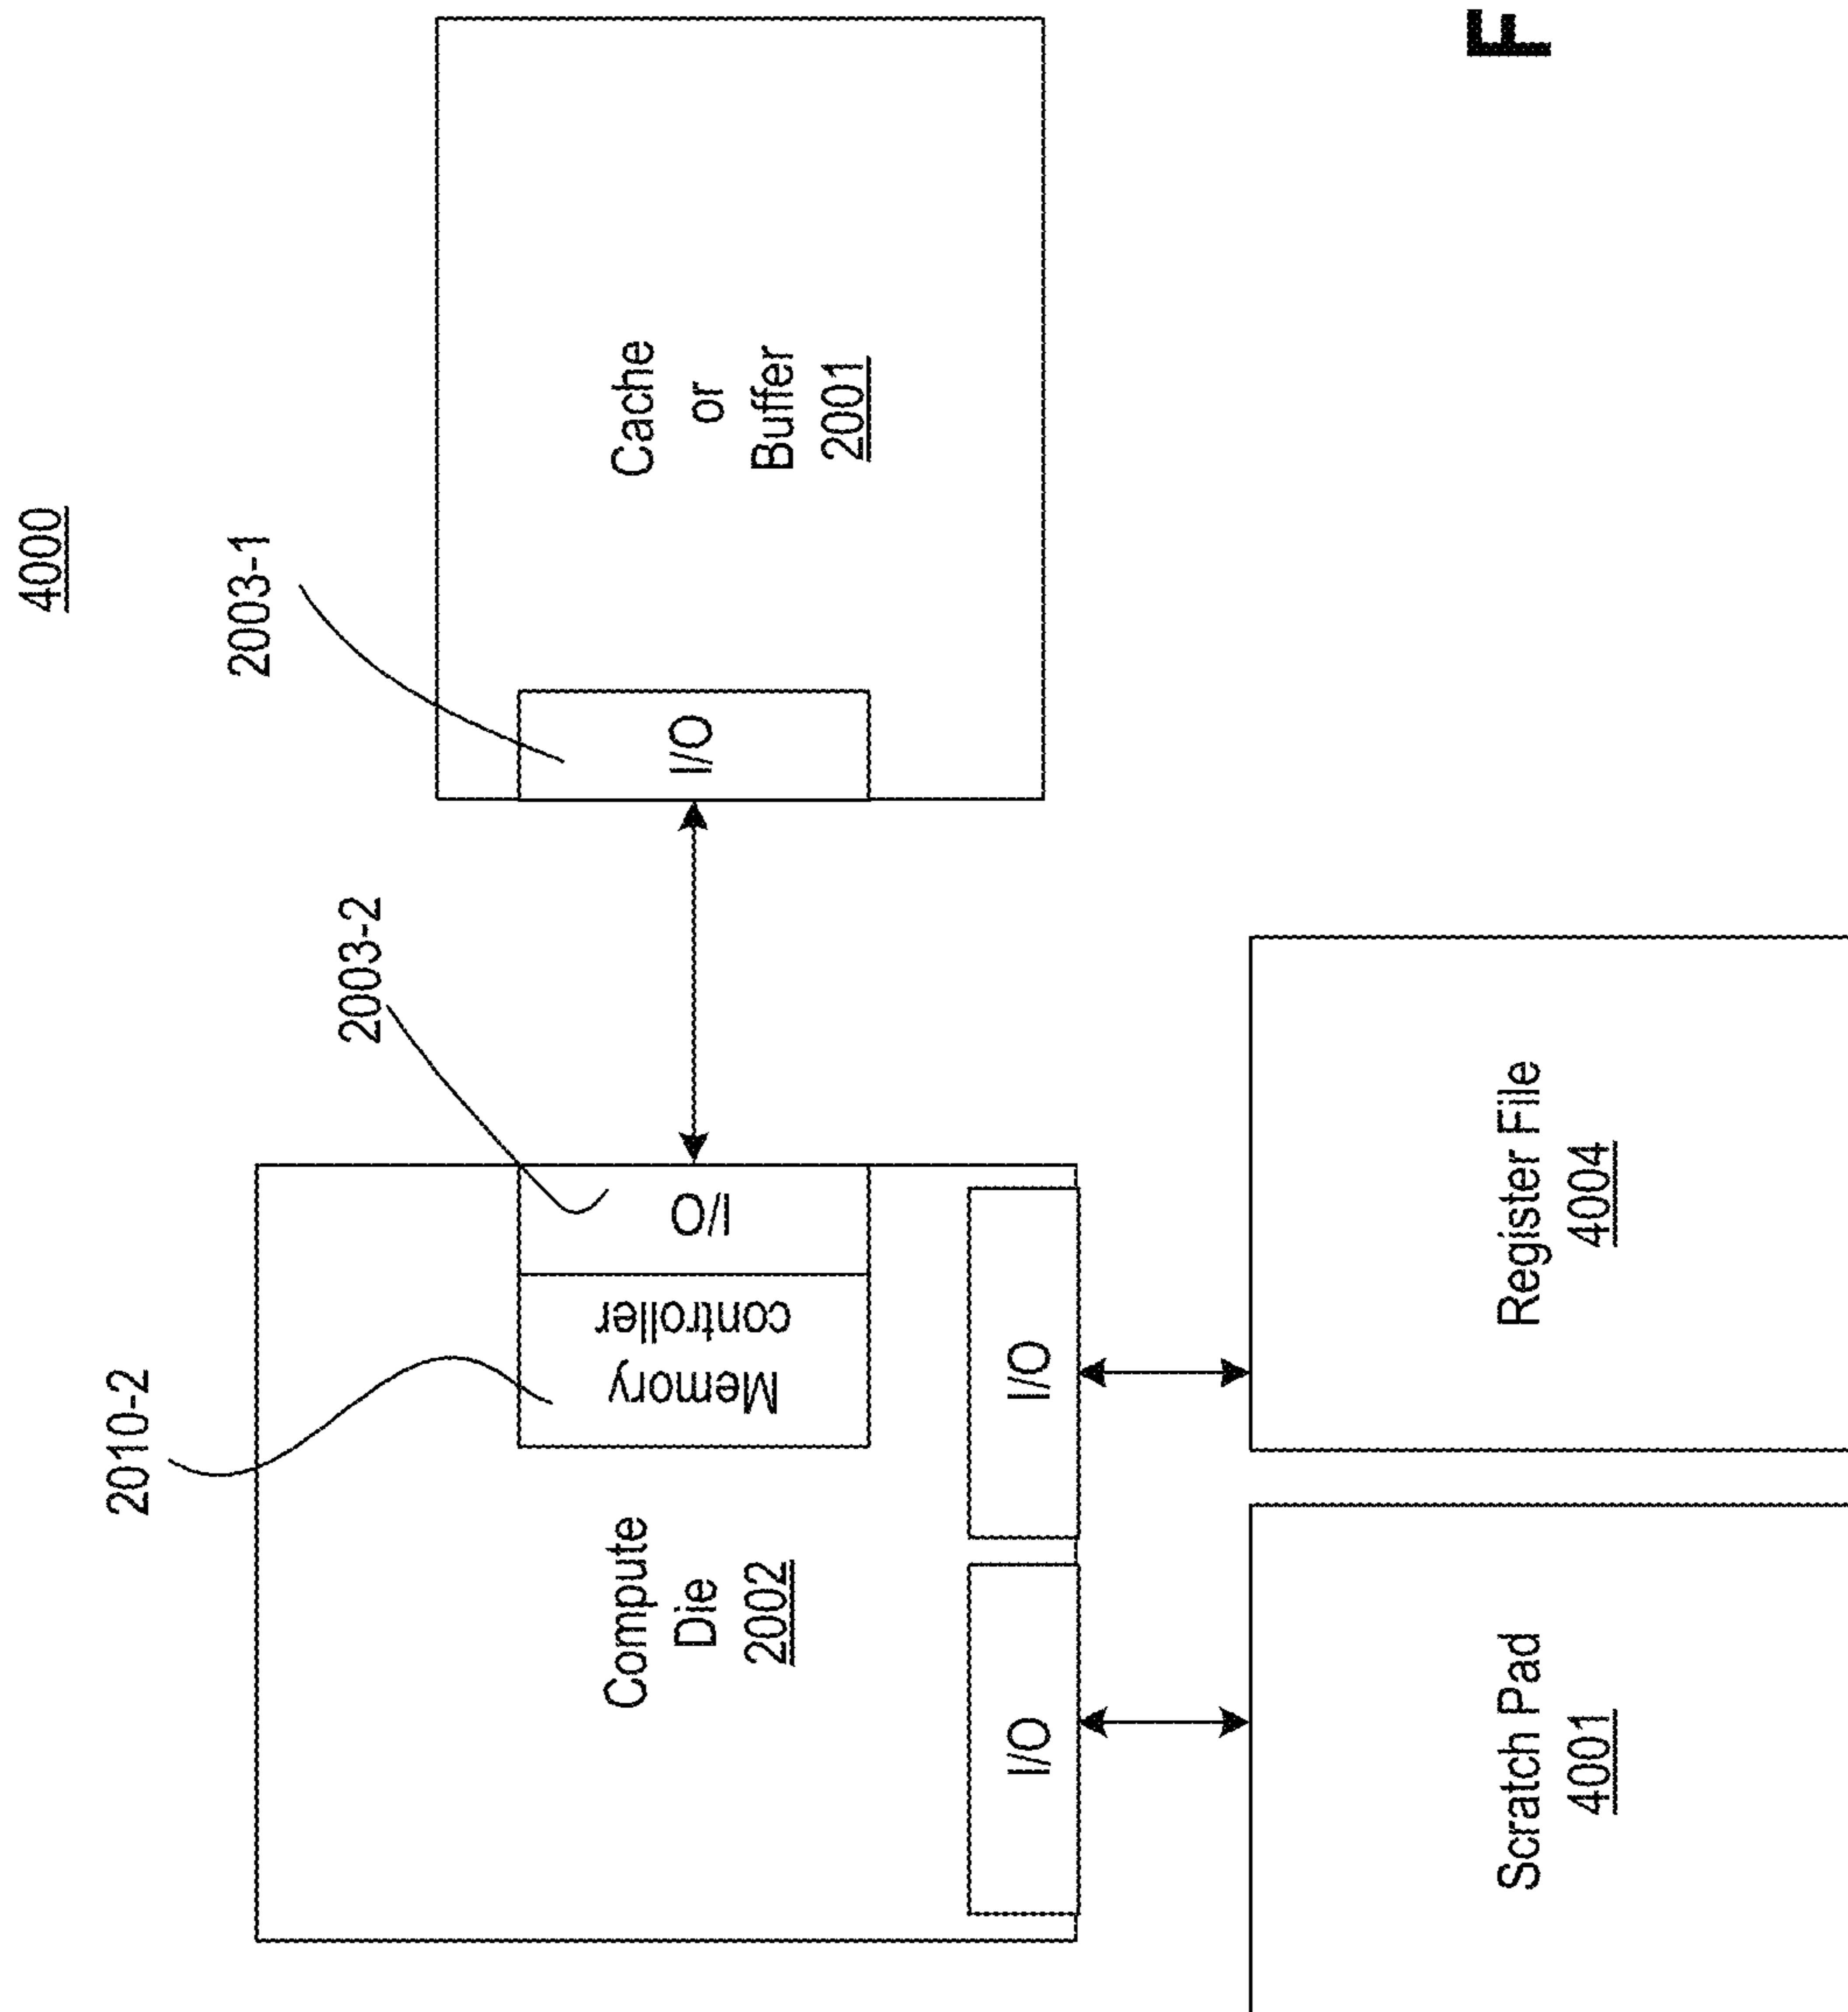 4000
2010-2
2003-2
2003-1
Compute
Die
2002
Memory
controller
I/O
I/O
Cache
or
Buffer
2001
I/O
I/O
Scratch Pad
4001
Register File
4004
F